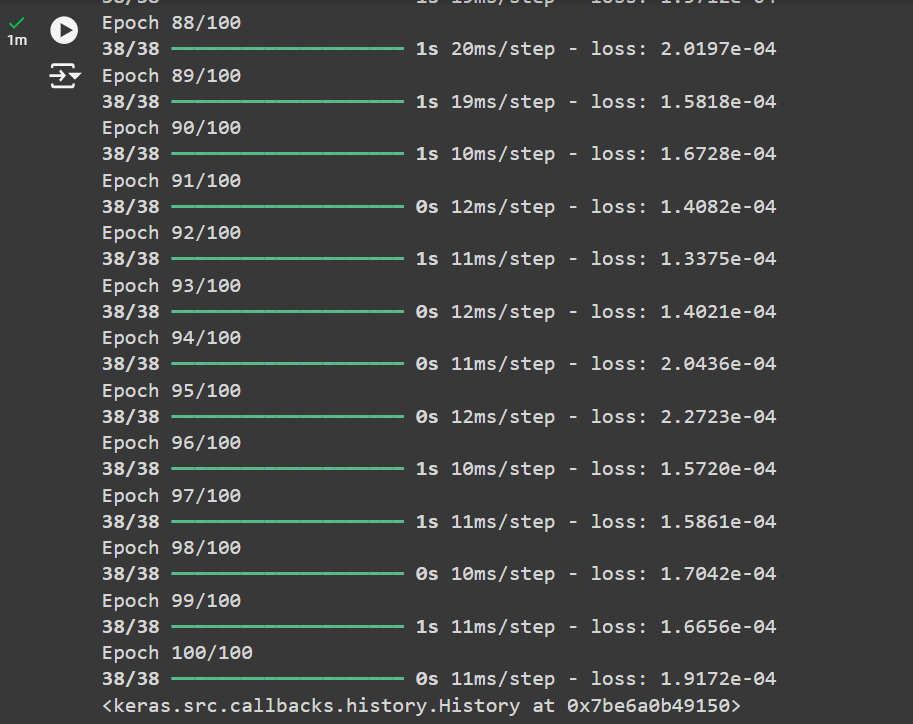 Epoch 88/100
38/38 ━━━━━━━━━━━━━━━━━━━━ 1s 20ms/step - loss: 2.0197e-04
1m
Epoch 89/100
38/38 ━━━━━━━━━━━━━━━━━━━━ 1s 19ms/step - loss: 1.5818e-04
Epoch 90/100
38/38 ━━━━━━━━━━━━━━━━━━━━ 1s 10ms/step - loss: 1.6728e-04
Epoch 91/100
38/38 ━━━━━━━━━━━━━━━━━━━━ 0s 12ms/step - loss: 1.4082e-04
Epoch 92/100
38/38 ━━━━━━━━━━━━━━━━━━━━ 1s 11ms/step - loss: 1.3375e-04
Epoch 93/100
38/38 ━━━━━━━━━━━━━━━━━━━━ 0s 12ms/step - loss: 1.4021e-04
Epoch 94/100
38/38 ━━━━━━━━━━━━━━━━━━━━ 0s 11ms/step - loss: 2.0436e-04
Epoch 95/100
38/38 ━━━━━━━━━━━━━━━━━━━━ 0s 12ms/step - loss: 2.2723e-04
Epoch 96/100
38/38 ━━━━━━━━━━━━━━━━━━━━ 1s 10ms/step - loss: 1.5720e-04
Epoch 97/100
38/38 ━━━━━━━━━━━━━━━━━━━━ 1s 11ms/step - loss: 1.5861e-04
Epoch 98/100
38/38 ━━━━━━━━━━━━━━━━━━━━ 0s 10ms/step - loss: 1.7042e-04
Epoch 99/100
38/38 ━━━━━━━━━━━━━━━━━━━━ 1s 11ms/step - loss: 1.6656e-04
Epoch 100/100
38/38 ━━━━━━━━━━━━━━━━━━━━ 0s 11ms/step - loss: 1.9172e-04
<keras.src.callbacks.history.History at 0x7be6a0b49150>